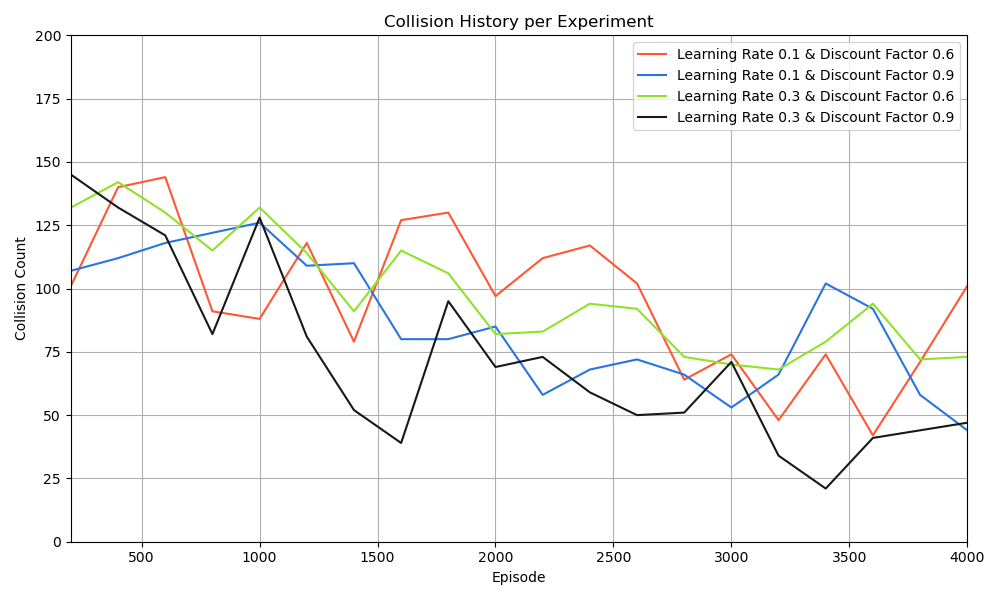 Collision History per Experiment
Learning Rate 0.1 & Discount Factor 0.6
Learning Rate 0.1 & Discount Factor 0.9
Learning Rate 0.3 & Discount Factor 0.6
Learning Rate 0.3 & Discount Factor 0.9
Collision Count
200
175
150
125
100
75
50
25
0
500 1000 1500 2000 2500 3000 3500 4000
Episode